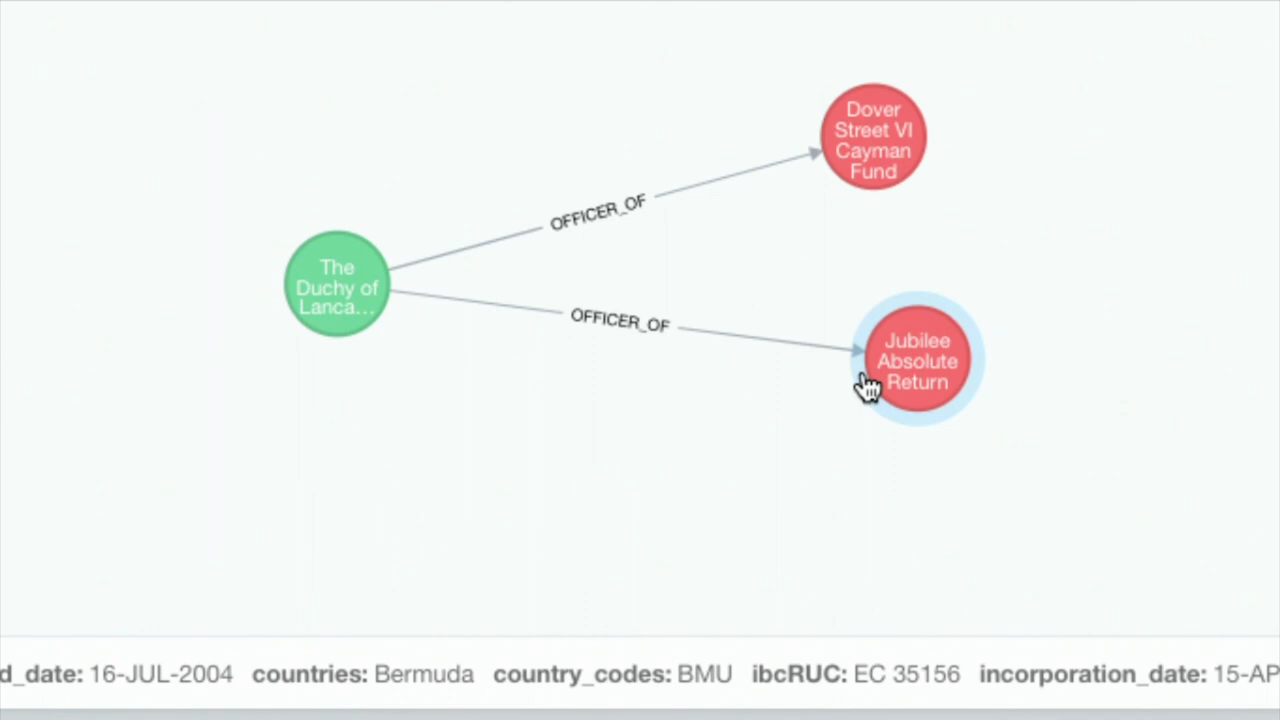 Dover
Street VI
Cayman
Fund
OFFICER_OF
The
Duchy of
Lanca...
OFFICER_OF
Jubilee
Absolute
Return
d_date: 16-JUL-2004 countries: Bermuda country_codes: BMU ibcRUC: EC 35156 incorporation_date: 15-AP